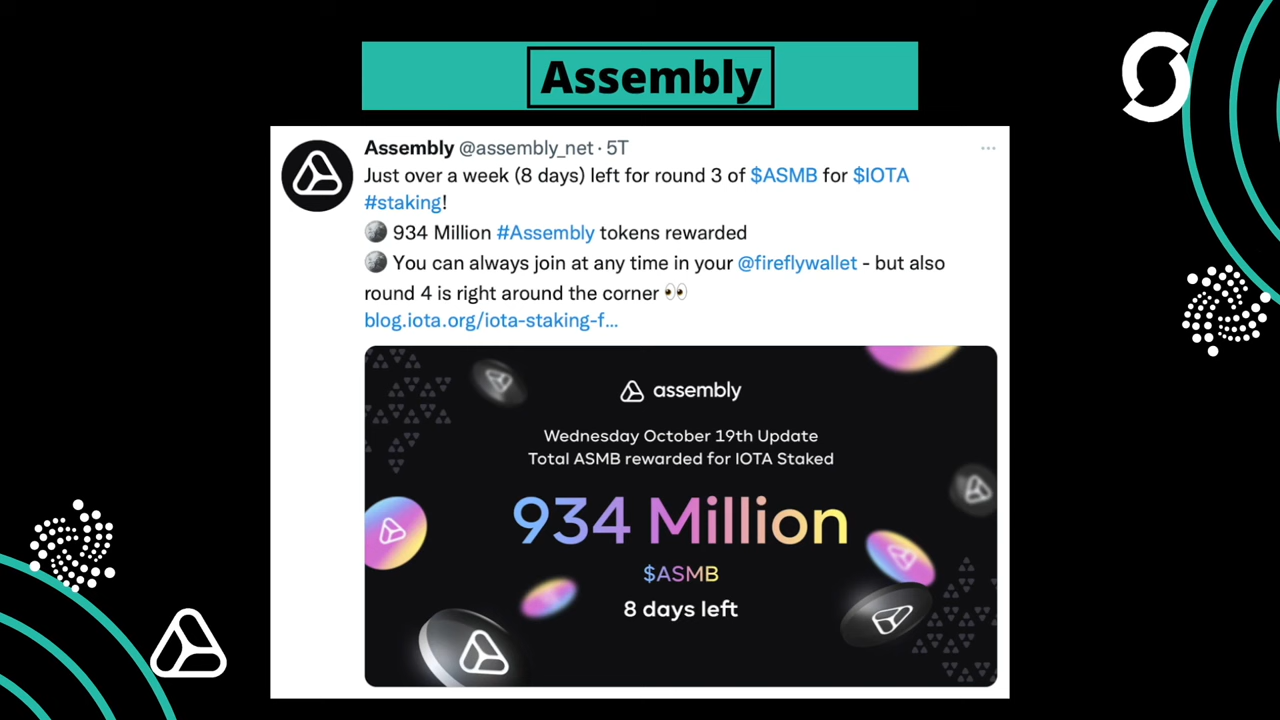 Assembly
Assembly @assembly_net · 5T
Just over a week (8 days) left for round 3 of $ASMB for $IOTA
#staking!
934 Million #Assembly tokens rewarded
You can always join at any time in your @fireflywallet - but also
round 4 is right around the corner 👀
blog.iota.org/iota-staking-f...
assembly
Wednesday October 19th Update
Total ASMB rewarded for IOTA Staked
934 Million
$ASMB
8 days left